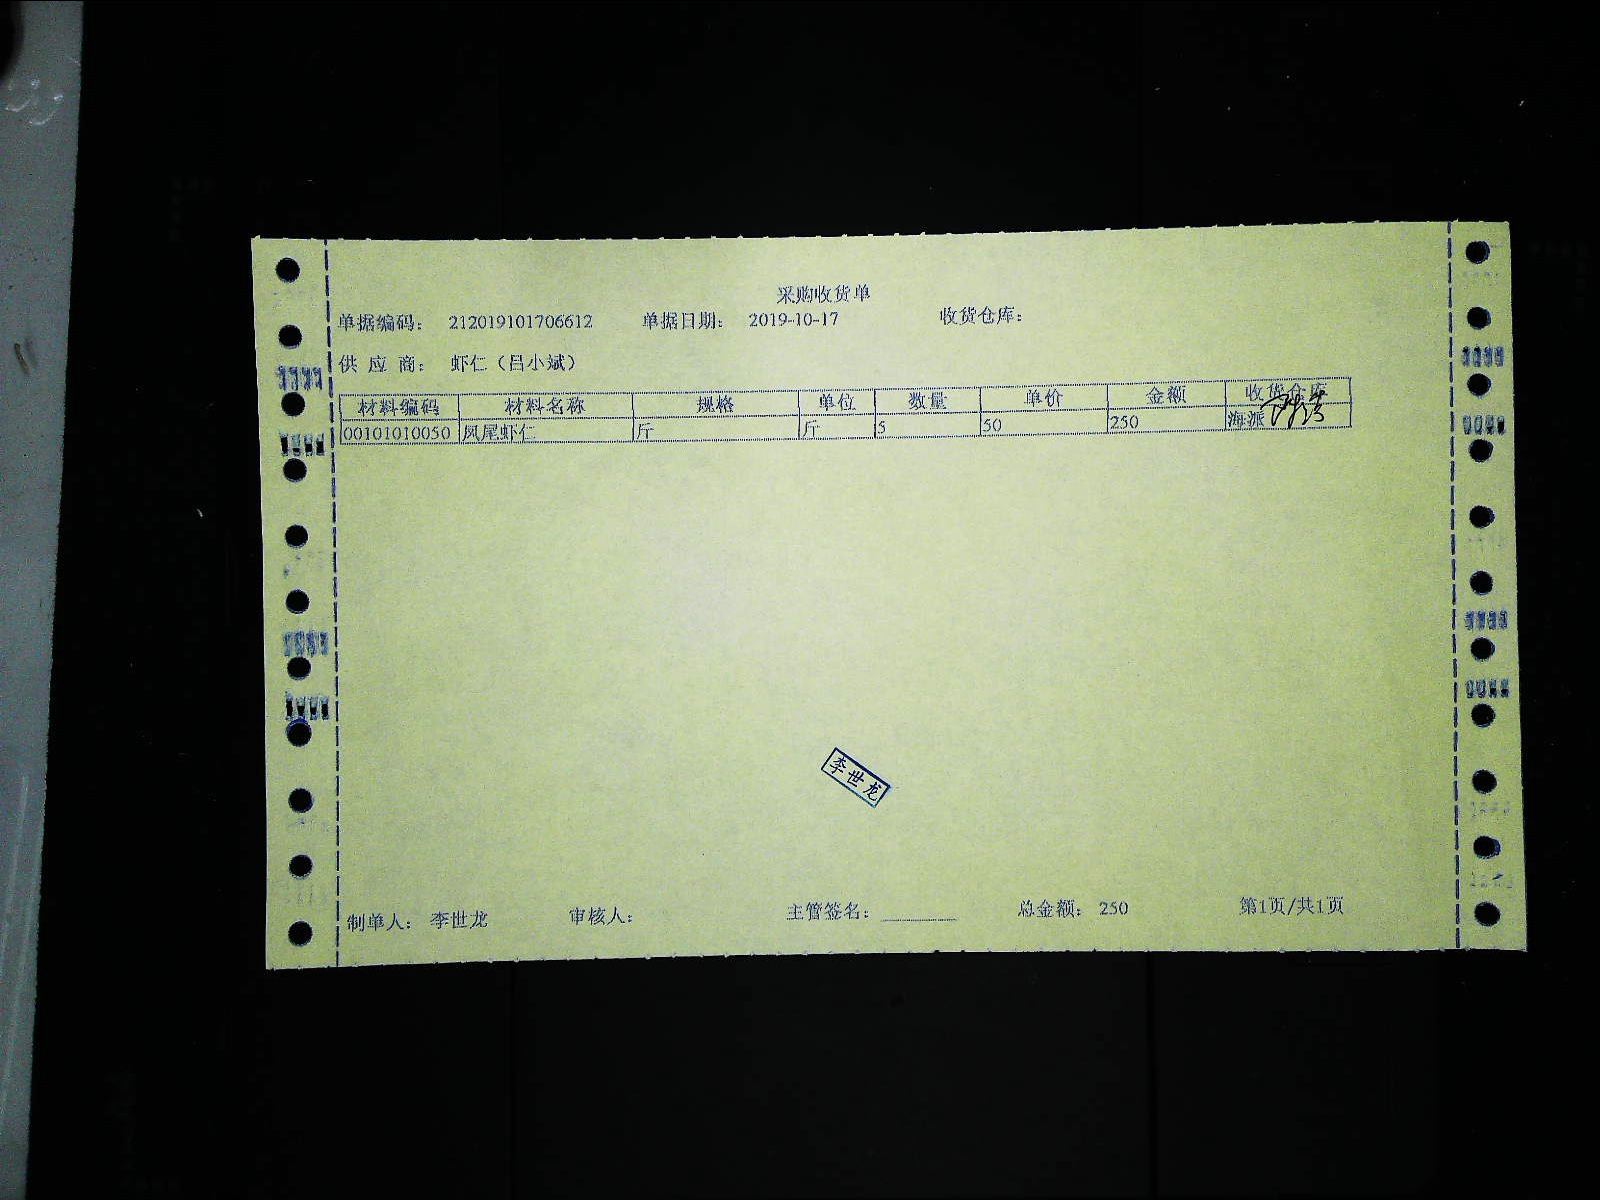 采购收货单
单据编码: 212019101706612 单据日期: 2019-10-17 收货仓库:
供应商: 虾仁（吕小斌）
材料编码 材料名称 规格 单位 数量 单价 金额 收货仓库
00101010050 凤尾虾仁 斤 斤 5 50 250 海派
李世龙
制单人: 李世龙 审核人: 主管签名: ________ 总金额: 250 第1页/共1页